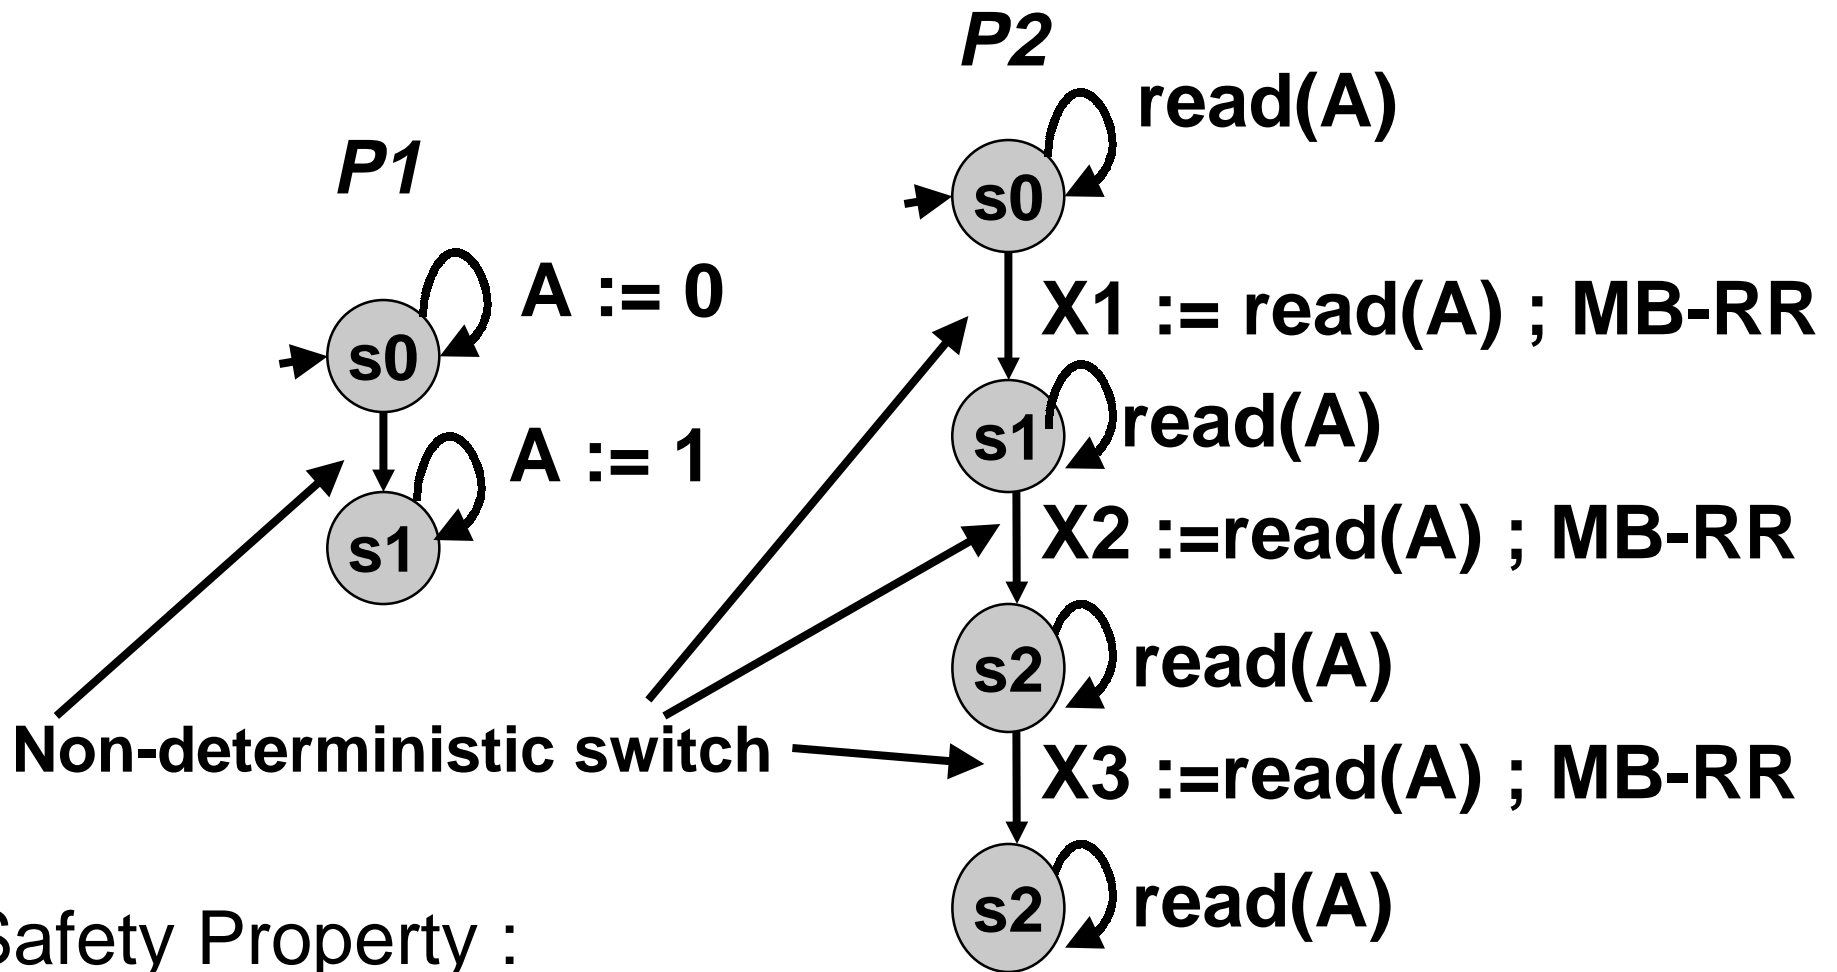 P2
read(A)
P1
s0
A := 0
X1 := read(A) ; MB-RR
s0
A := 1
s1
read(A)
s1
X2 :=read(A) ; MB-RR
s2
read(A)
Non-deterministic switch
X3 :=read(A) ; MB-RR
s2
read(A)
Safety Property :